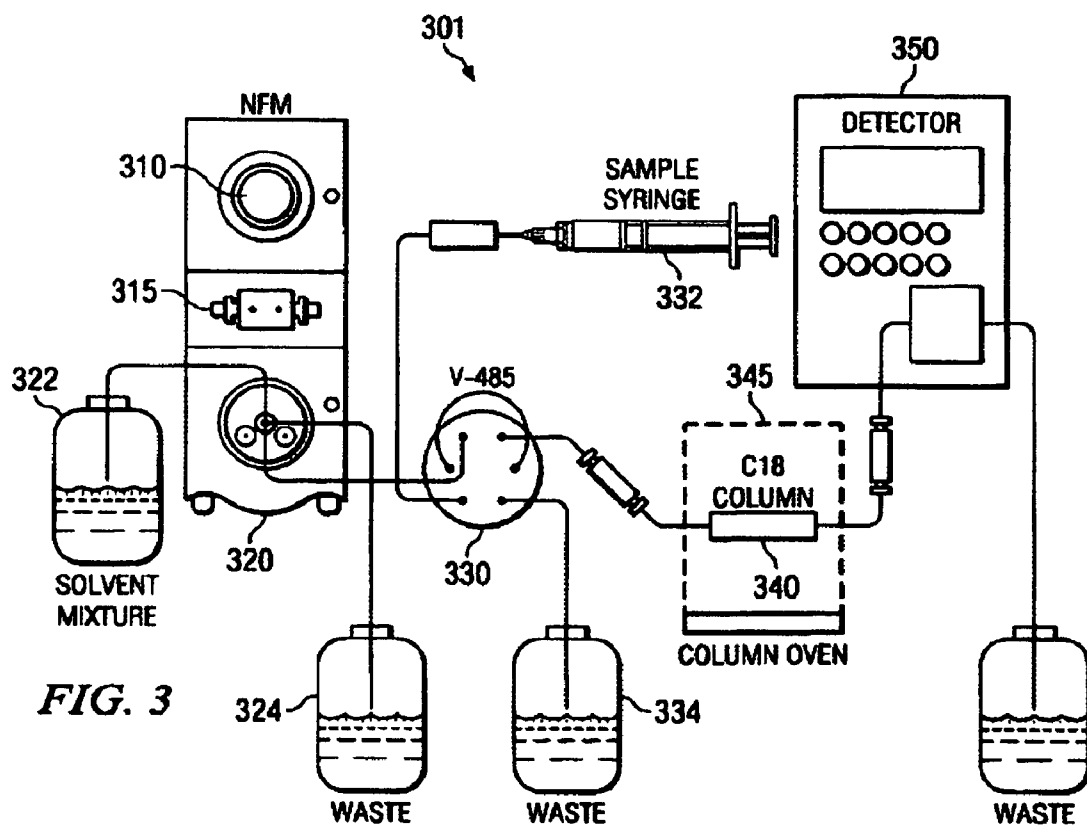 301
350
NFM
DETECTOR
310
SAMPLE
SYRINGE
332
315
322
V-485
345
C18
COLUMN
320
330
340
SOLVENT
MIXTURE
COLUMN OVEN
FIG. 3
324
334
WASTE
WASTE
WASTE